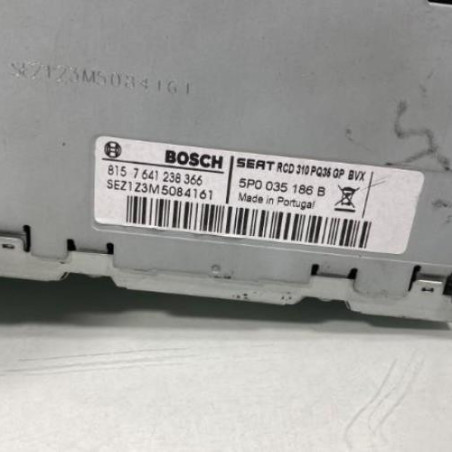 SEZ1Z3M5084161
BOSCH
815 7 641 238 366
SEZ1Z3M5084161
SEAT RCD 310 PQ35 GP BVX
5P0 035 186 B
Made in Portugal